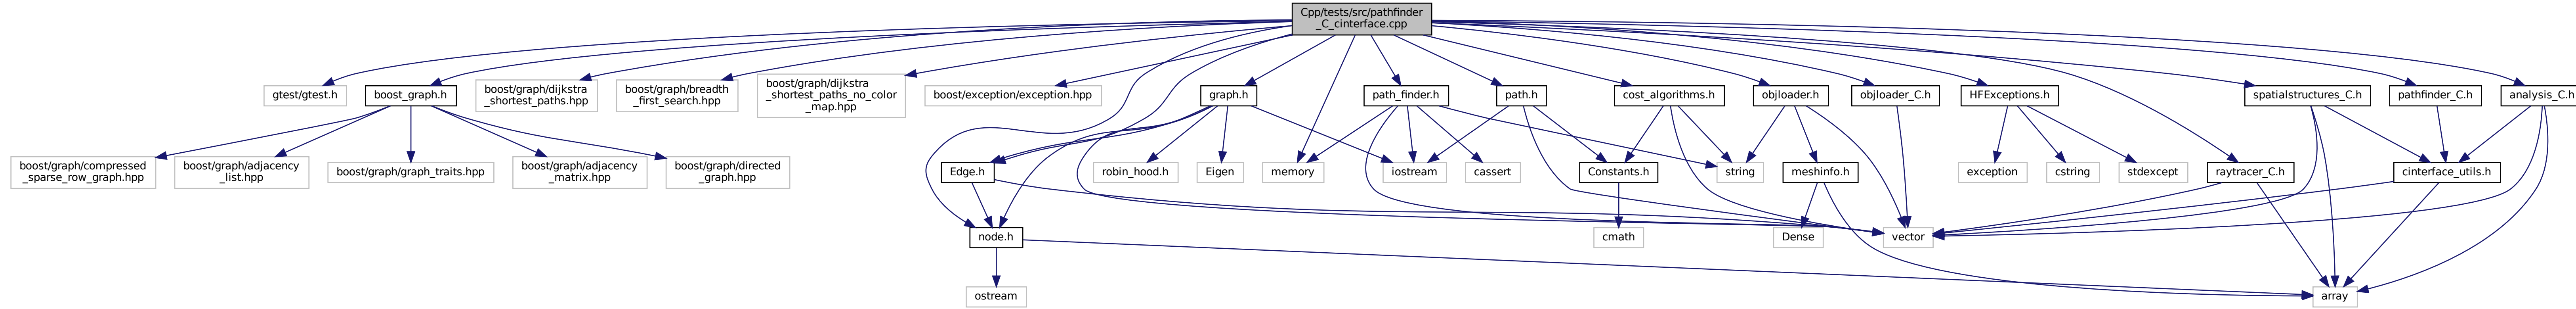 Cpp/tests/src/pathfinder
_C_cinterface.cpp
gtest/gtest.h
boost_graph.h
boost/graph/dijkstra
_shortest_paths.hpp
boost/graph/breadth
_first_search.hpp
boost/graph/dijkstra
_shortest_paths_no_color
_map.hpp
boost/exception/exception.hpp
graph.h
path_finder.h
path.h
cost_algorithms.h
objloader.h
objloader_C.h
HFExceptions.h
spatialstructures_C.h
pathfinder_C.h
analysis_C.h
boost/graph/compressed
_sparse_row_graph.hpp
boost/graph/adjacency
_list.hpp
boost/graph/graph_traits.hpp
boost/graph/adjacency
_matrix.hpp
boost/graph/directed
_graph.hpp
Edge.h
robin_hood.h
Eigen
memory
iostream
cassert
Constants.h
string
meshinfo.h
exception
cstring
stdexcept
raytracer_C.h
cinterface_utils.h
node.h
cmath
Dense
vector
ostream
array